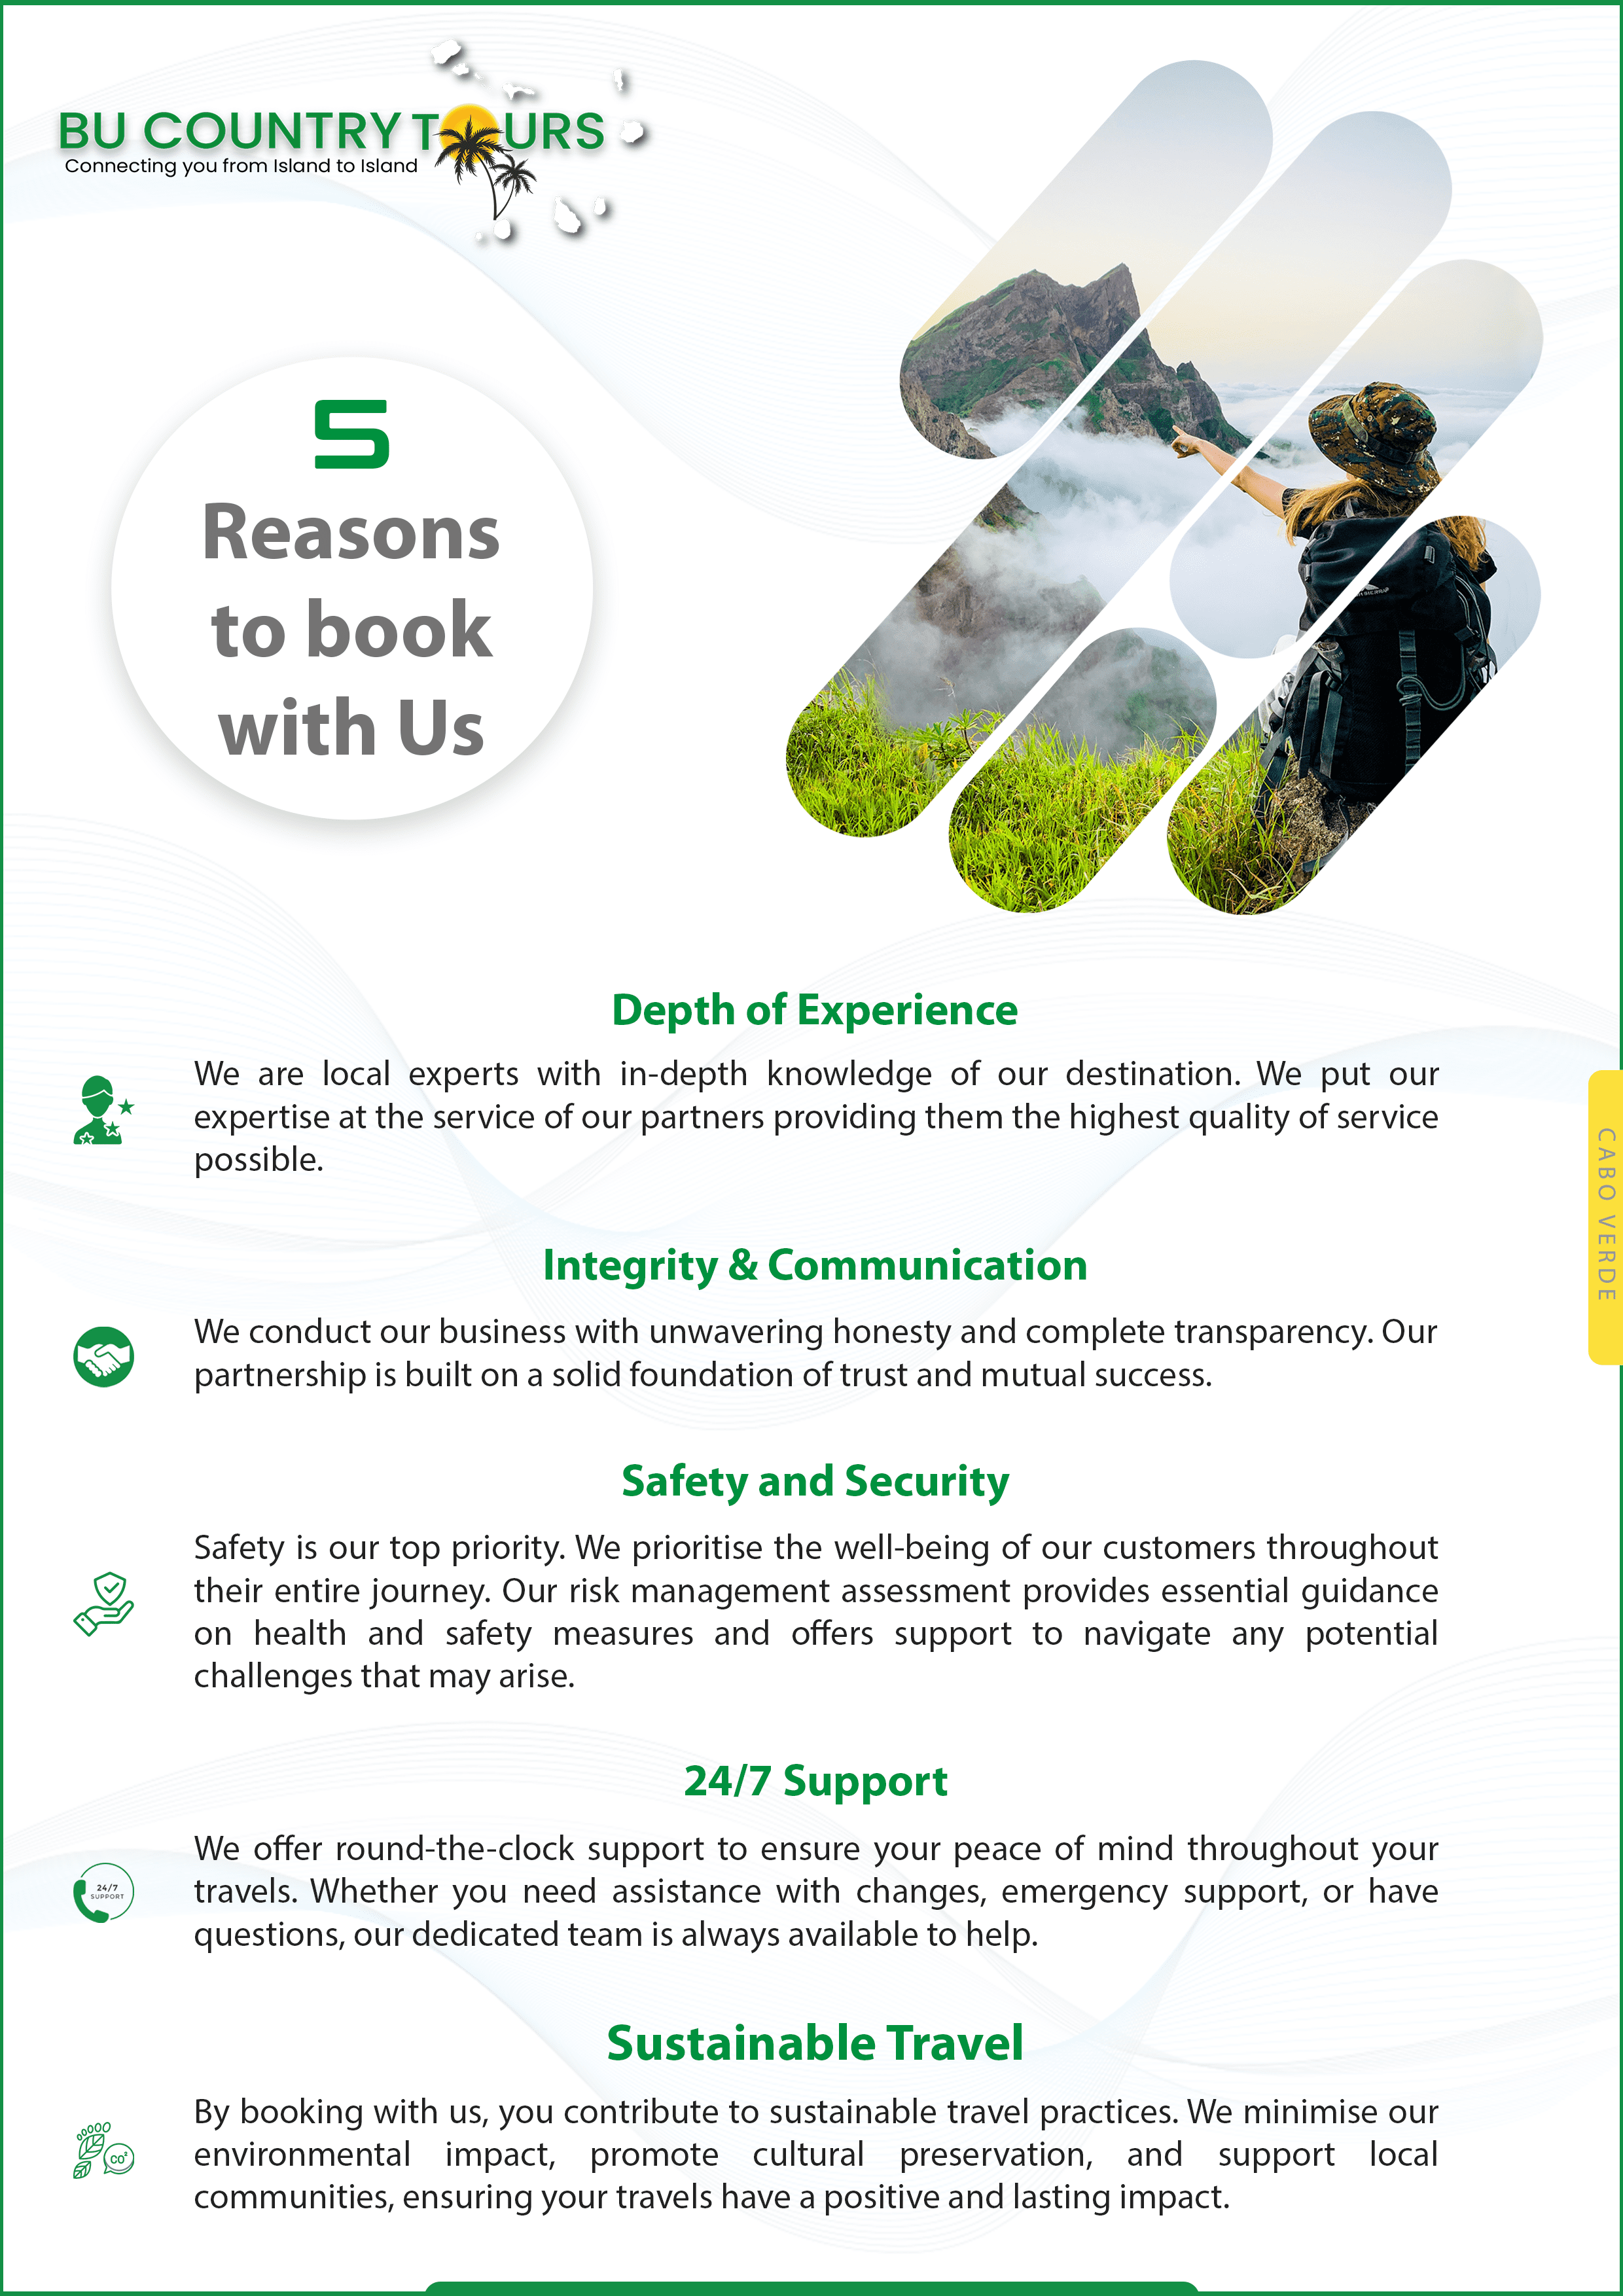 BU COUNTRY TOURS
Connecting you from Island to Island
5
Reasons
to book
with Us
Depth of Experience
We are local experts with in-depth knowledge of our destination. We put our
expertise at the service of our partners providing them the highest quality of service
possible.
CABO VERDE
Integrity & Communication
We conduct our business with unwavering honesty and complete transparency. Our
partnership is built on a solid foundation of trust and mutual success.
Safety and Security
Safety is our top priority. We prioritise the well-being of our customers throughout
their entire journey. Our risk management assessment provides essential guidance
on health and safety measures and offers support to navigate any potential
challenges that may arise.
24/7 Support
24/7
SUPPORT
We offer round-the-clock support to ensure your peace of mind throughout your
travels. Whether you need assistance with changes, emergency support, or have
questions, our dedicated team is always available to help.
Sustainable Travel
CO²
By booking with us, you contribute to sustainable travel practices. We minimise our
environmental impact, promote cultural preservation, and support local
communities, ensuring your travels have a positive and lasting impact.